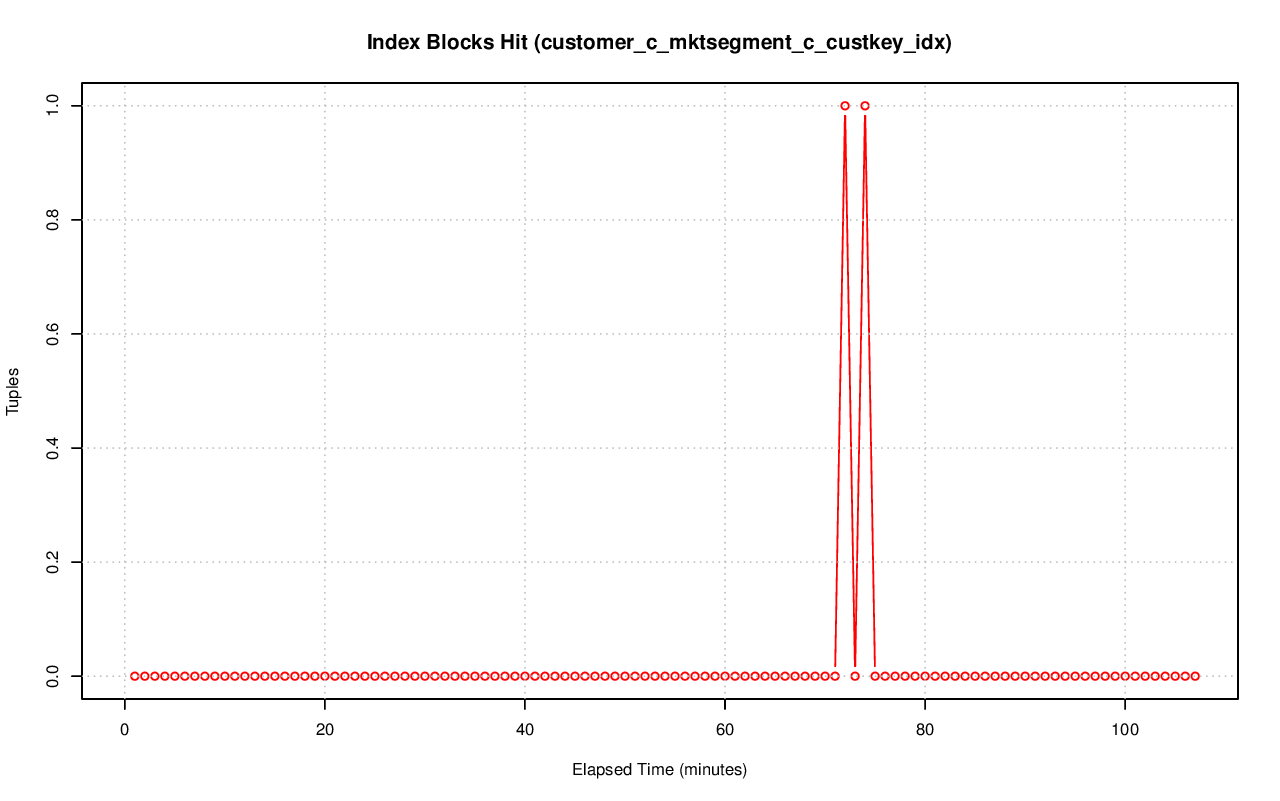 Index Blocks Hit (customer_c_mktsegment_c_custkey_idx)
1.0
0.8
0.6
0.4
0.2
0.0
Tuples
0 20 40 60 80 100
Elapsed Time (minutes)